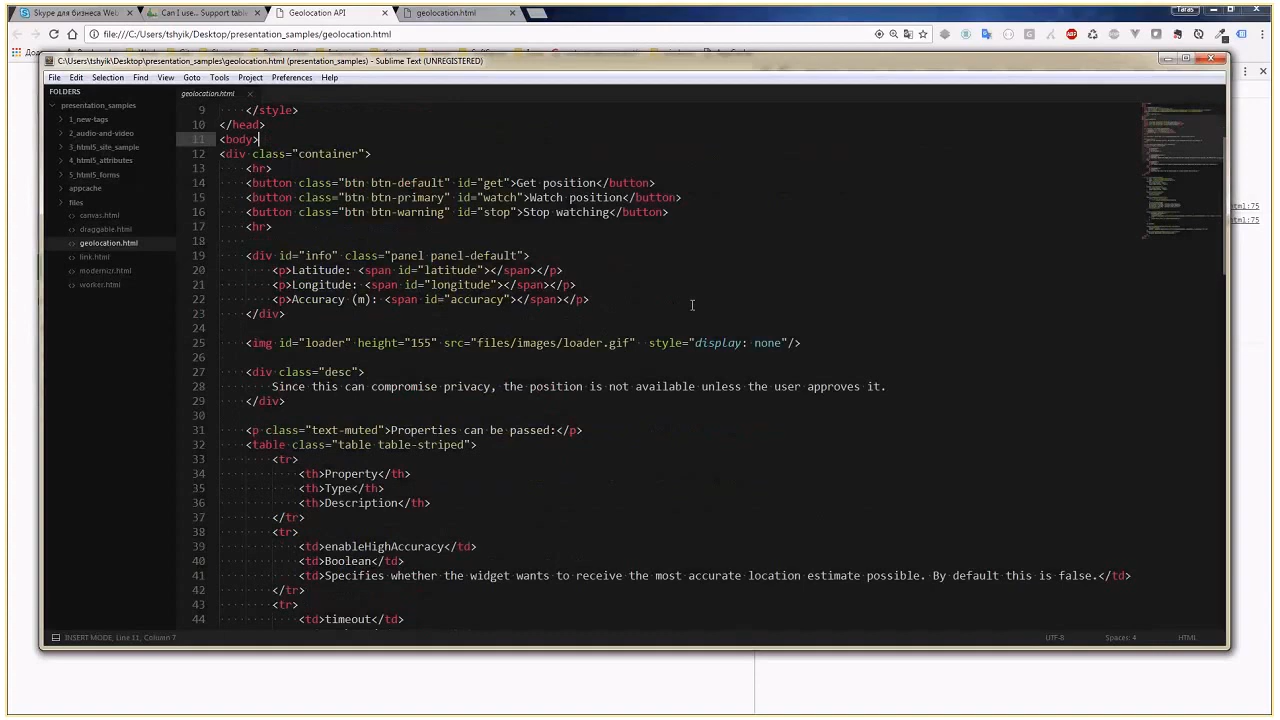 Skype для бизнеса Web
Can I use... Support table
Geolocation API
geolocation.html
Taras
file:///C:/Users/tshyik/Desktop/presentation_samples/geolocation.html
C:\Users\tshyik\Desktop\presentation_samples\geolocation.html (presentation_samples) - Sublime Text (UNREGISTERED)
File Edit Selection Find View Goto Tools Project Preferences Help
FOLDERS
presentation_samples
1_new-tags
2_audio-and-video
3_html5_site_sample
4_html5_attributes
5_html5_forms
appcache
files
canvas.html
draggable.html
geolocation.html
link.html
modernizr.html
worker.html
geolocation.html
9 </style>
10 </head>
11 <body>
12 <div class="container">
13 <hr>
14 <button class="btn btn-default" id="get">Get position</button>
15 <button class="btn btn-primary" id="watch">Watch position</button>
16 <button class="btn btn-warning" id="stop">Stop watching</button>
17 <hr>
18
19 <div id="info" class="panel panel-default">
20 <p>Latitude: <span id="latitude"></span></p>
21 <p>Longitude: <span id="longitude"></span></p>
22 <p>Accuracy (m): <span id="accuracy"></span></p>
23 </div>
24
25 <img id="loader" height="155" src="files/images/loader.gif" style="display: none"/>
26
27 <div class="desc">
28 Since this can compromise privacy, the position is not available unless the user approves it.
29 </div>
30
31 <p class="text-muted">Properties can be passed:</p>
32 <table class="table table-striped">
33 <tr>
34 <th>Property</th>
35 <th>Type</th>
36 <th>Description</th>
37 </tr>
38 <tr>
39 <td>enableHighAccuracy</td>
40 <td>Boolean</td>
41 <td>Specifies whether the widget wants to receive the most accurate location estimate possible. By default this is false.</td>
42 </tr>
43 <tr>
44 <td>timeout</td>
tml:75
tml:75
INSERT MODE, Line 11, Column 7
UTF-8
Spaces: 4
HTML